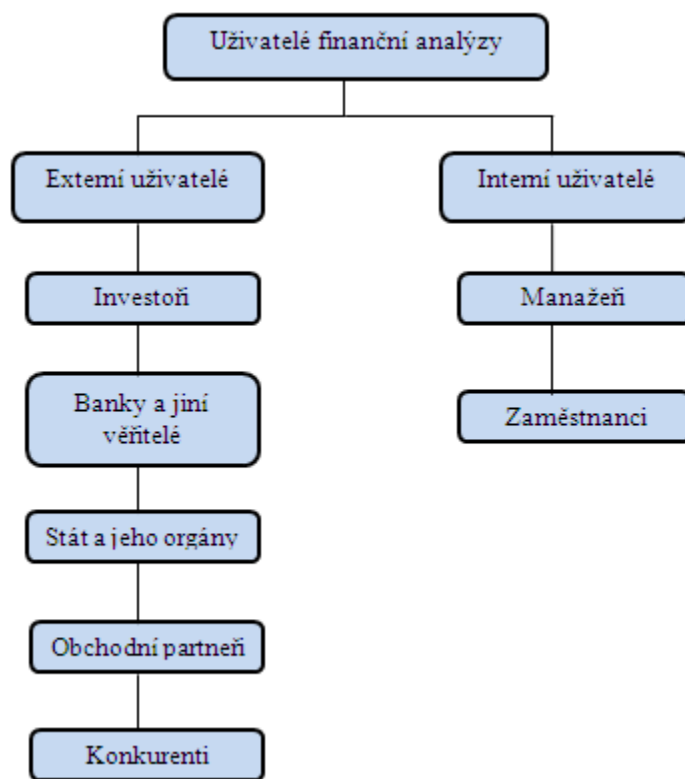 Uživatelé finanční analýzy
Externí uživatelé
Interní uživatelé
Investoři
Manažeři
Banky a jiní
věřitelé
Zaměstnanci
Stát a jeho orgány
Obchodní partneři
Konkurenti